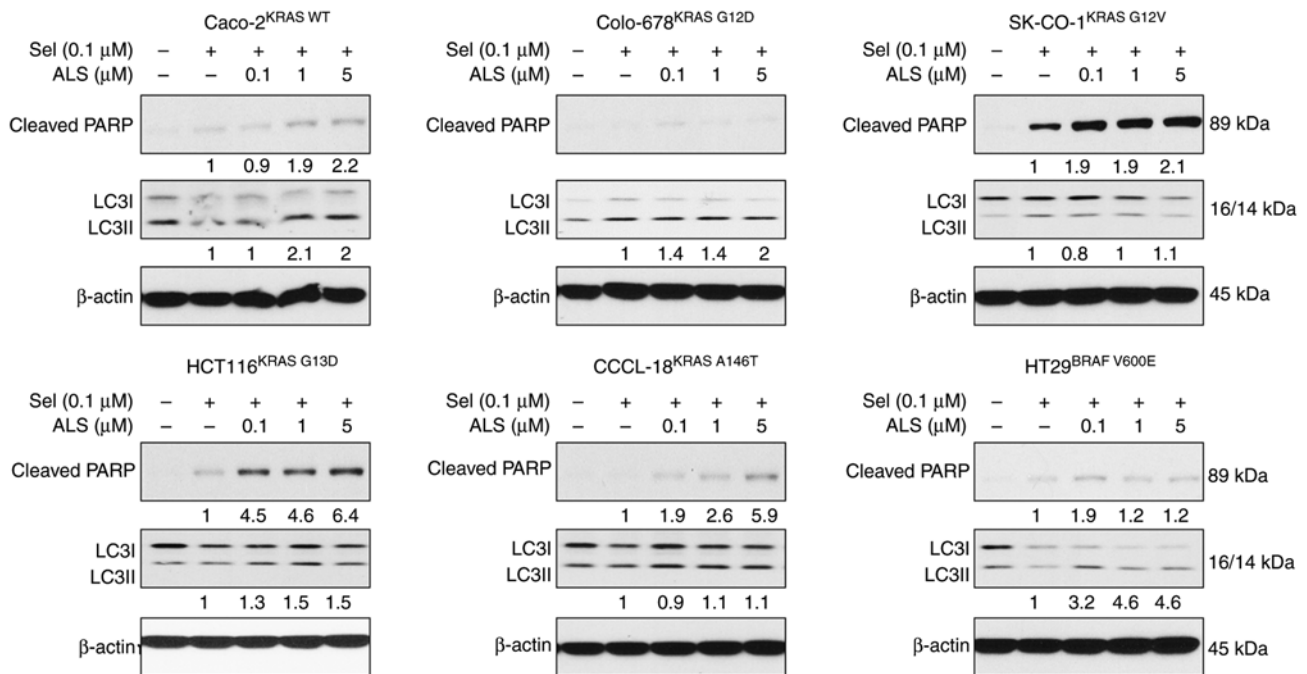 Caco-2KRAS WT
Sel (0.1 μM) – + + + +
ALS (μM) – – 0.1 1 5
Cleaved PARP
1 0.9 1.9 2.2
LC3I
LC3II
1 1 2.1 2
β-actin
Colo-678KRAS G12D
Sel (0.1 μM) – + + + +
ALS (μM) – – 0.1 1 5
Cleaved PARP
LC3I
LC3II
1 1.4 1.4 2
β-actin
SK-CO-1KRAS G12V
Sel (0.1 μM) – + + + +
ALS (μM) – – 0.1 1 5
Cleaved PARP 89 kDa
1 1.9 1.9 2.1
LC3I
LC3II 16/14 kDa
1 0.8 1 1.1
β-actin 45 kDa
HCT116KRAS G13D
Sel (0.1 μM) – + + + +
ALS (μM) – – 0.1 1 5
Cleaved PARP
1 4.5 4.6 6.4
LC3I
LC3II
1 1.3 1.5 1.5
β-actin
CCCL-18KRAS A146T
Sel (0.1 μM) – + + + +
ALS (μM) – – 0.1 1 5
Cleaved PARP
1 1.9 2.6 5.9
LC3I
LC3II
1 0.9 1.1 1.1
β-actin
HT29BRAF V600E
Sel (0.1 μM) – + + + +
ALS (μM) – – 0.1 1 5
Cleaved PARP 89 kDa
1 1.9 1.2 1.2
LC3I
LC3II 16/14 kDa
1 3.2 4.6 4.6
β-actin 45 kDa